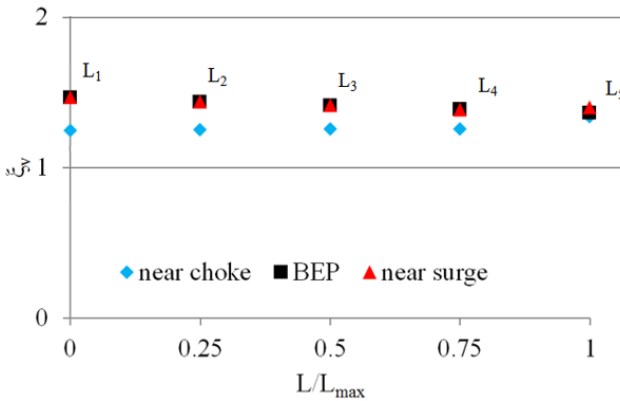 2
L1
L2
L3
L4
L5
1
ξv
near choke
BEP
near surge
0
0 0.25 0.5 0.75 1
L/Lmax